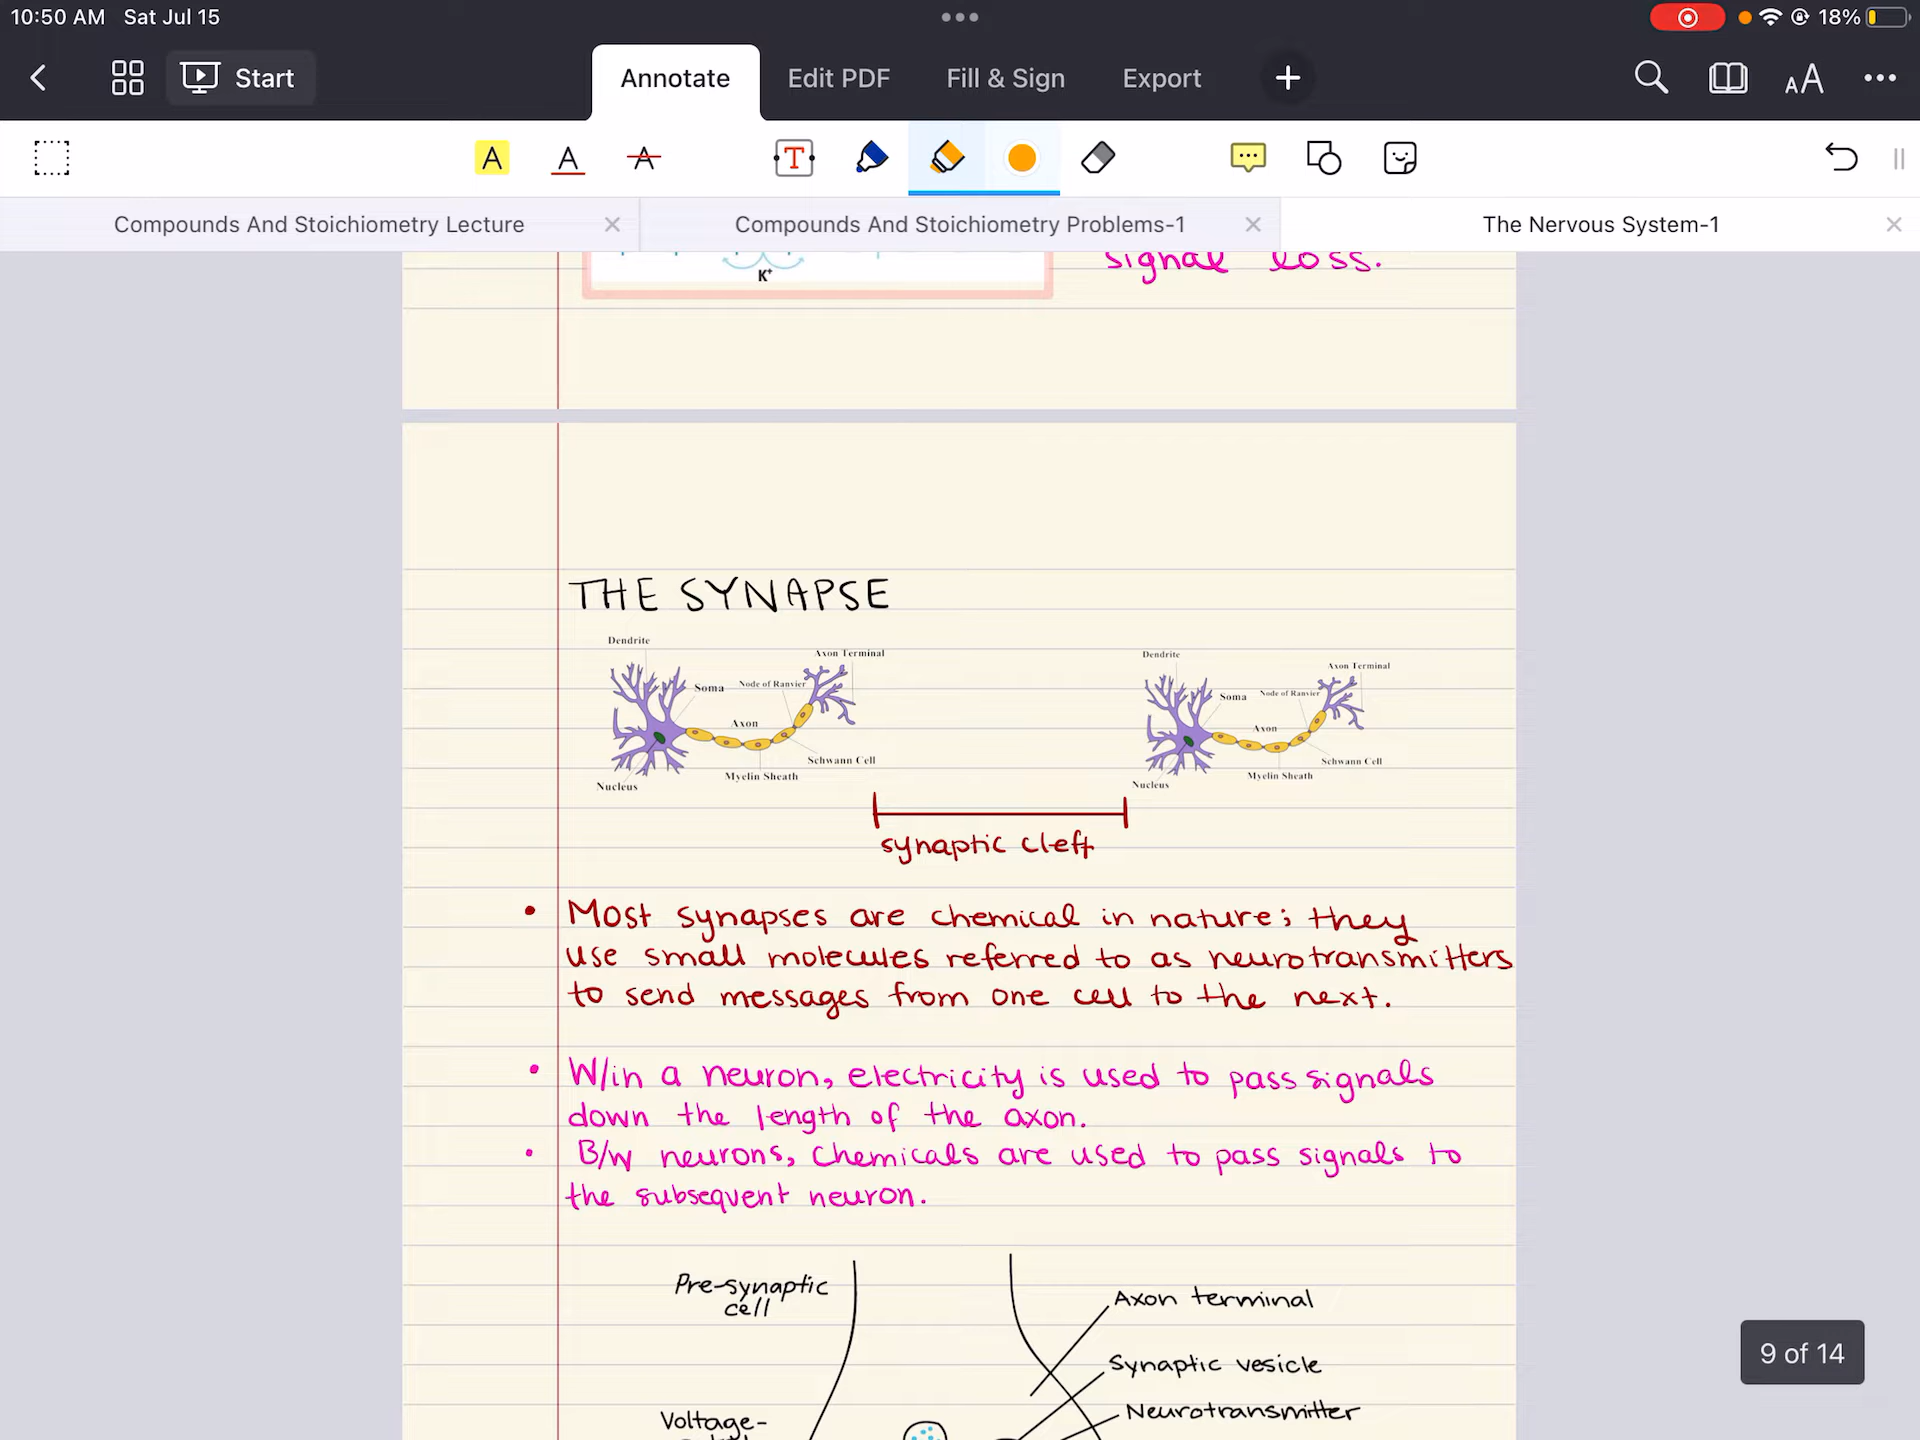 10:50 AM Sat Jul 15
18%
Start
Annotate
Edit PDF
Fill & Sign
Export
AA
A A A T
Compounds And Stoichiometry Lecture
Compounds And Stoichiometry Problems-1
The Nervous System-1
K+
signal loss.
THE SYNAPSE
Dendrite
Axon Terminal
Soma
Node of Ranvier
Axon
Schwann Cell
Myelin Sheath
Nucleus
Dendrite
Axon Terminal
Soma
Node of Ranvier
Axon
Schwann Cell
Myelin Sheath
Nucleus
synaptic cleft
• Most synapses are chemical in nature; they
use small molecules referred to as neurotransmitters
to send messages from one cell to the next.
• W/in a neuron, electricity is used to pass signals
down the length of the axon.
• B/w neurons, chemicals are used to pass signals to
the subsequent neuron.
Pre-synaptic
cell
Axon terminal
Synaptic vesicle
Neurotransmitter
Voltage-
9 of 14